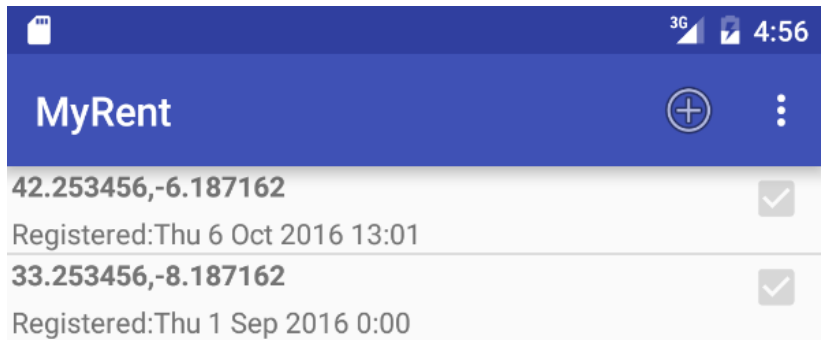 3G 4:56
MyRent
42.253456,-6.187162
Registered:Thu 6 Oct 2016 13:01
33.253456,-8.187162
Registered:Thu 1 Sep 2016 0:00